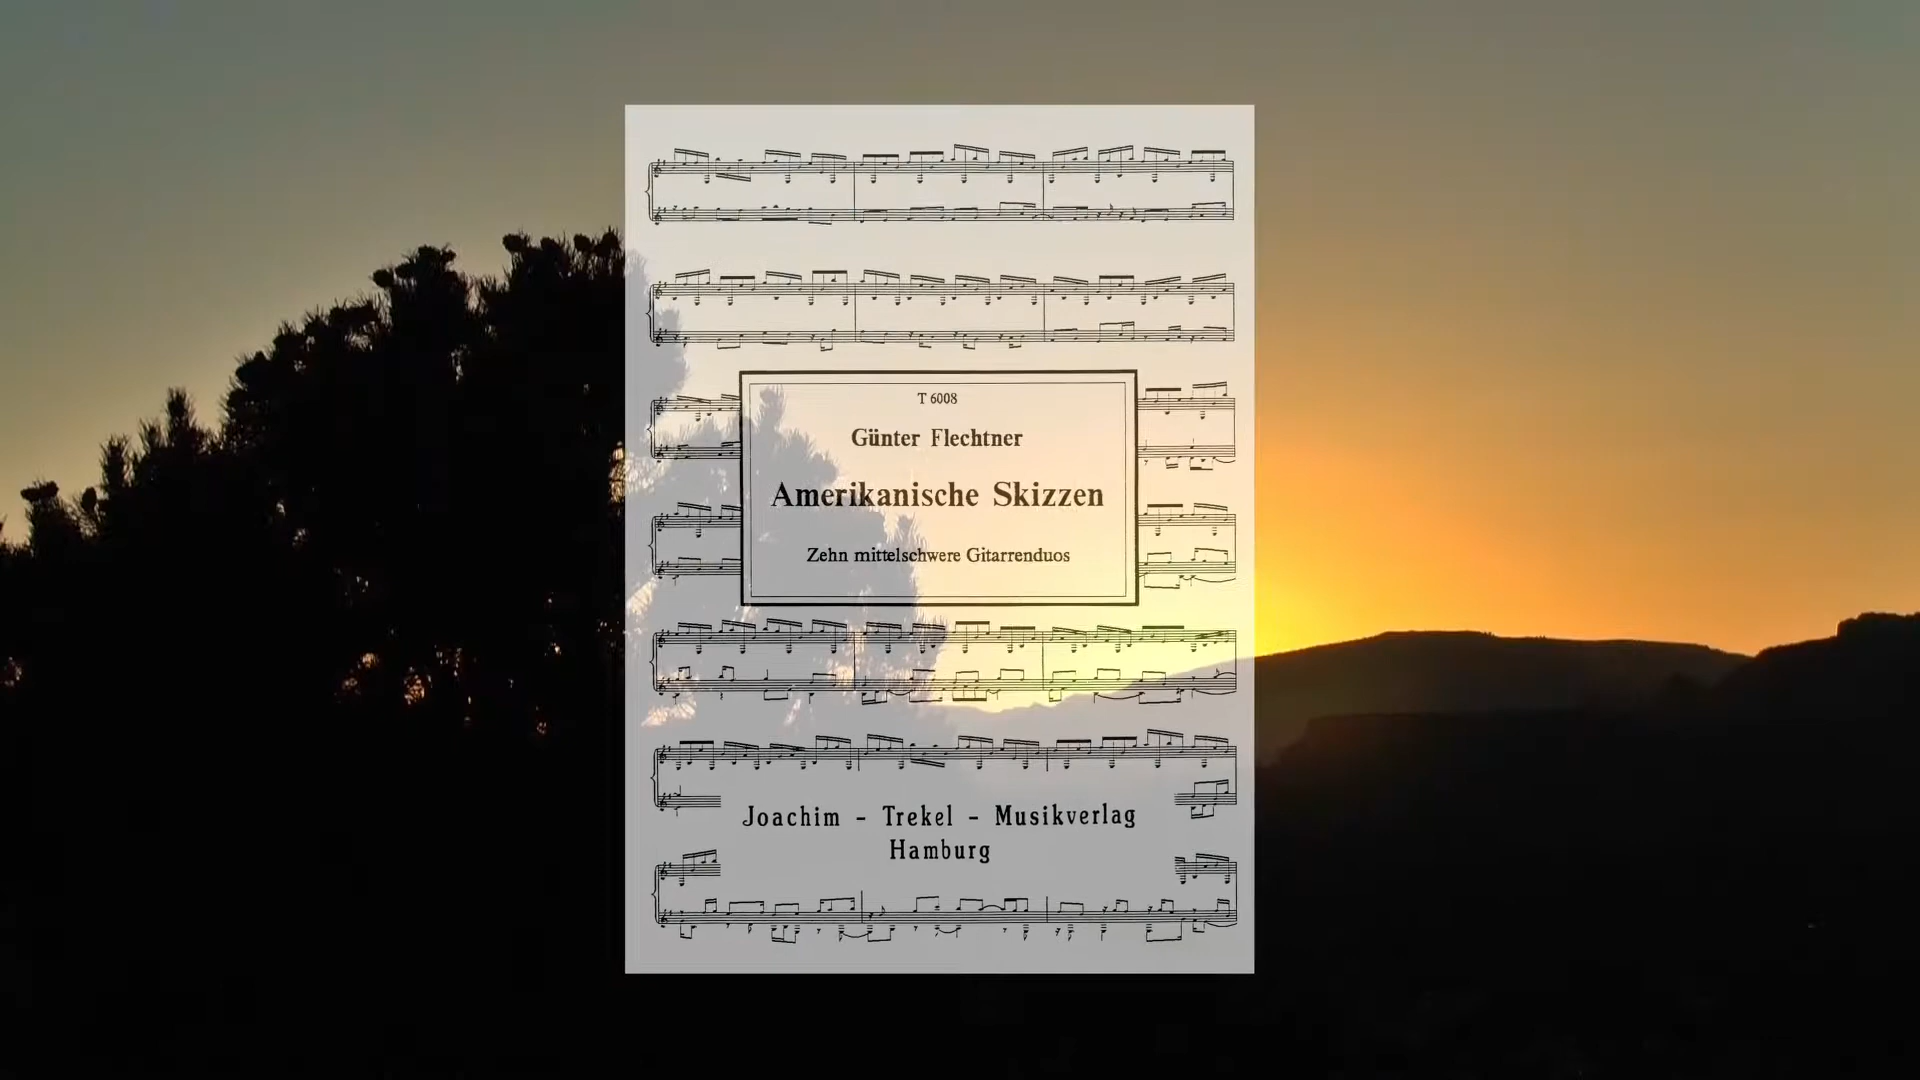 T 6008
Günter Flechtner
Amerikanische Skizzen
Zehn mittelschwere Gitarrenduos
Joachim – Trekel – Musikverlag
Hamburg